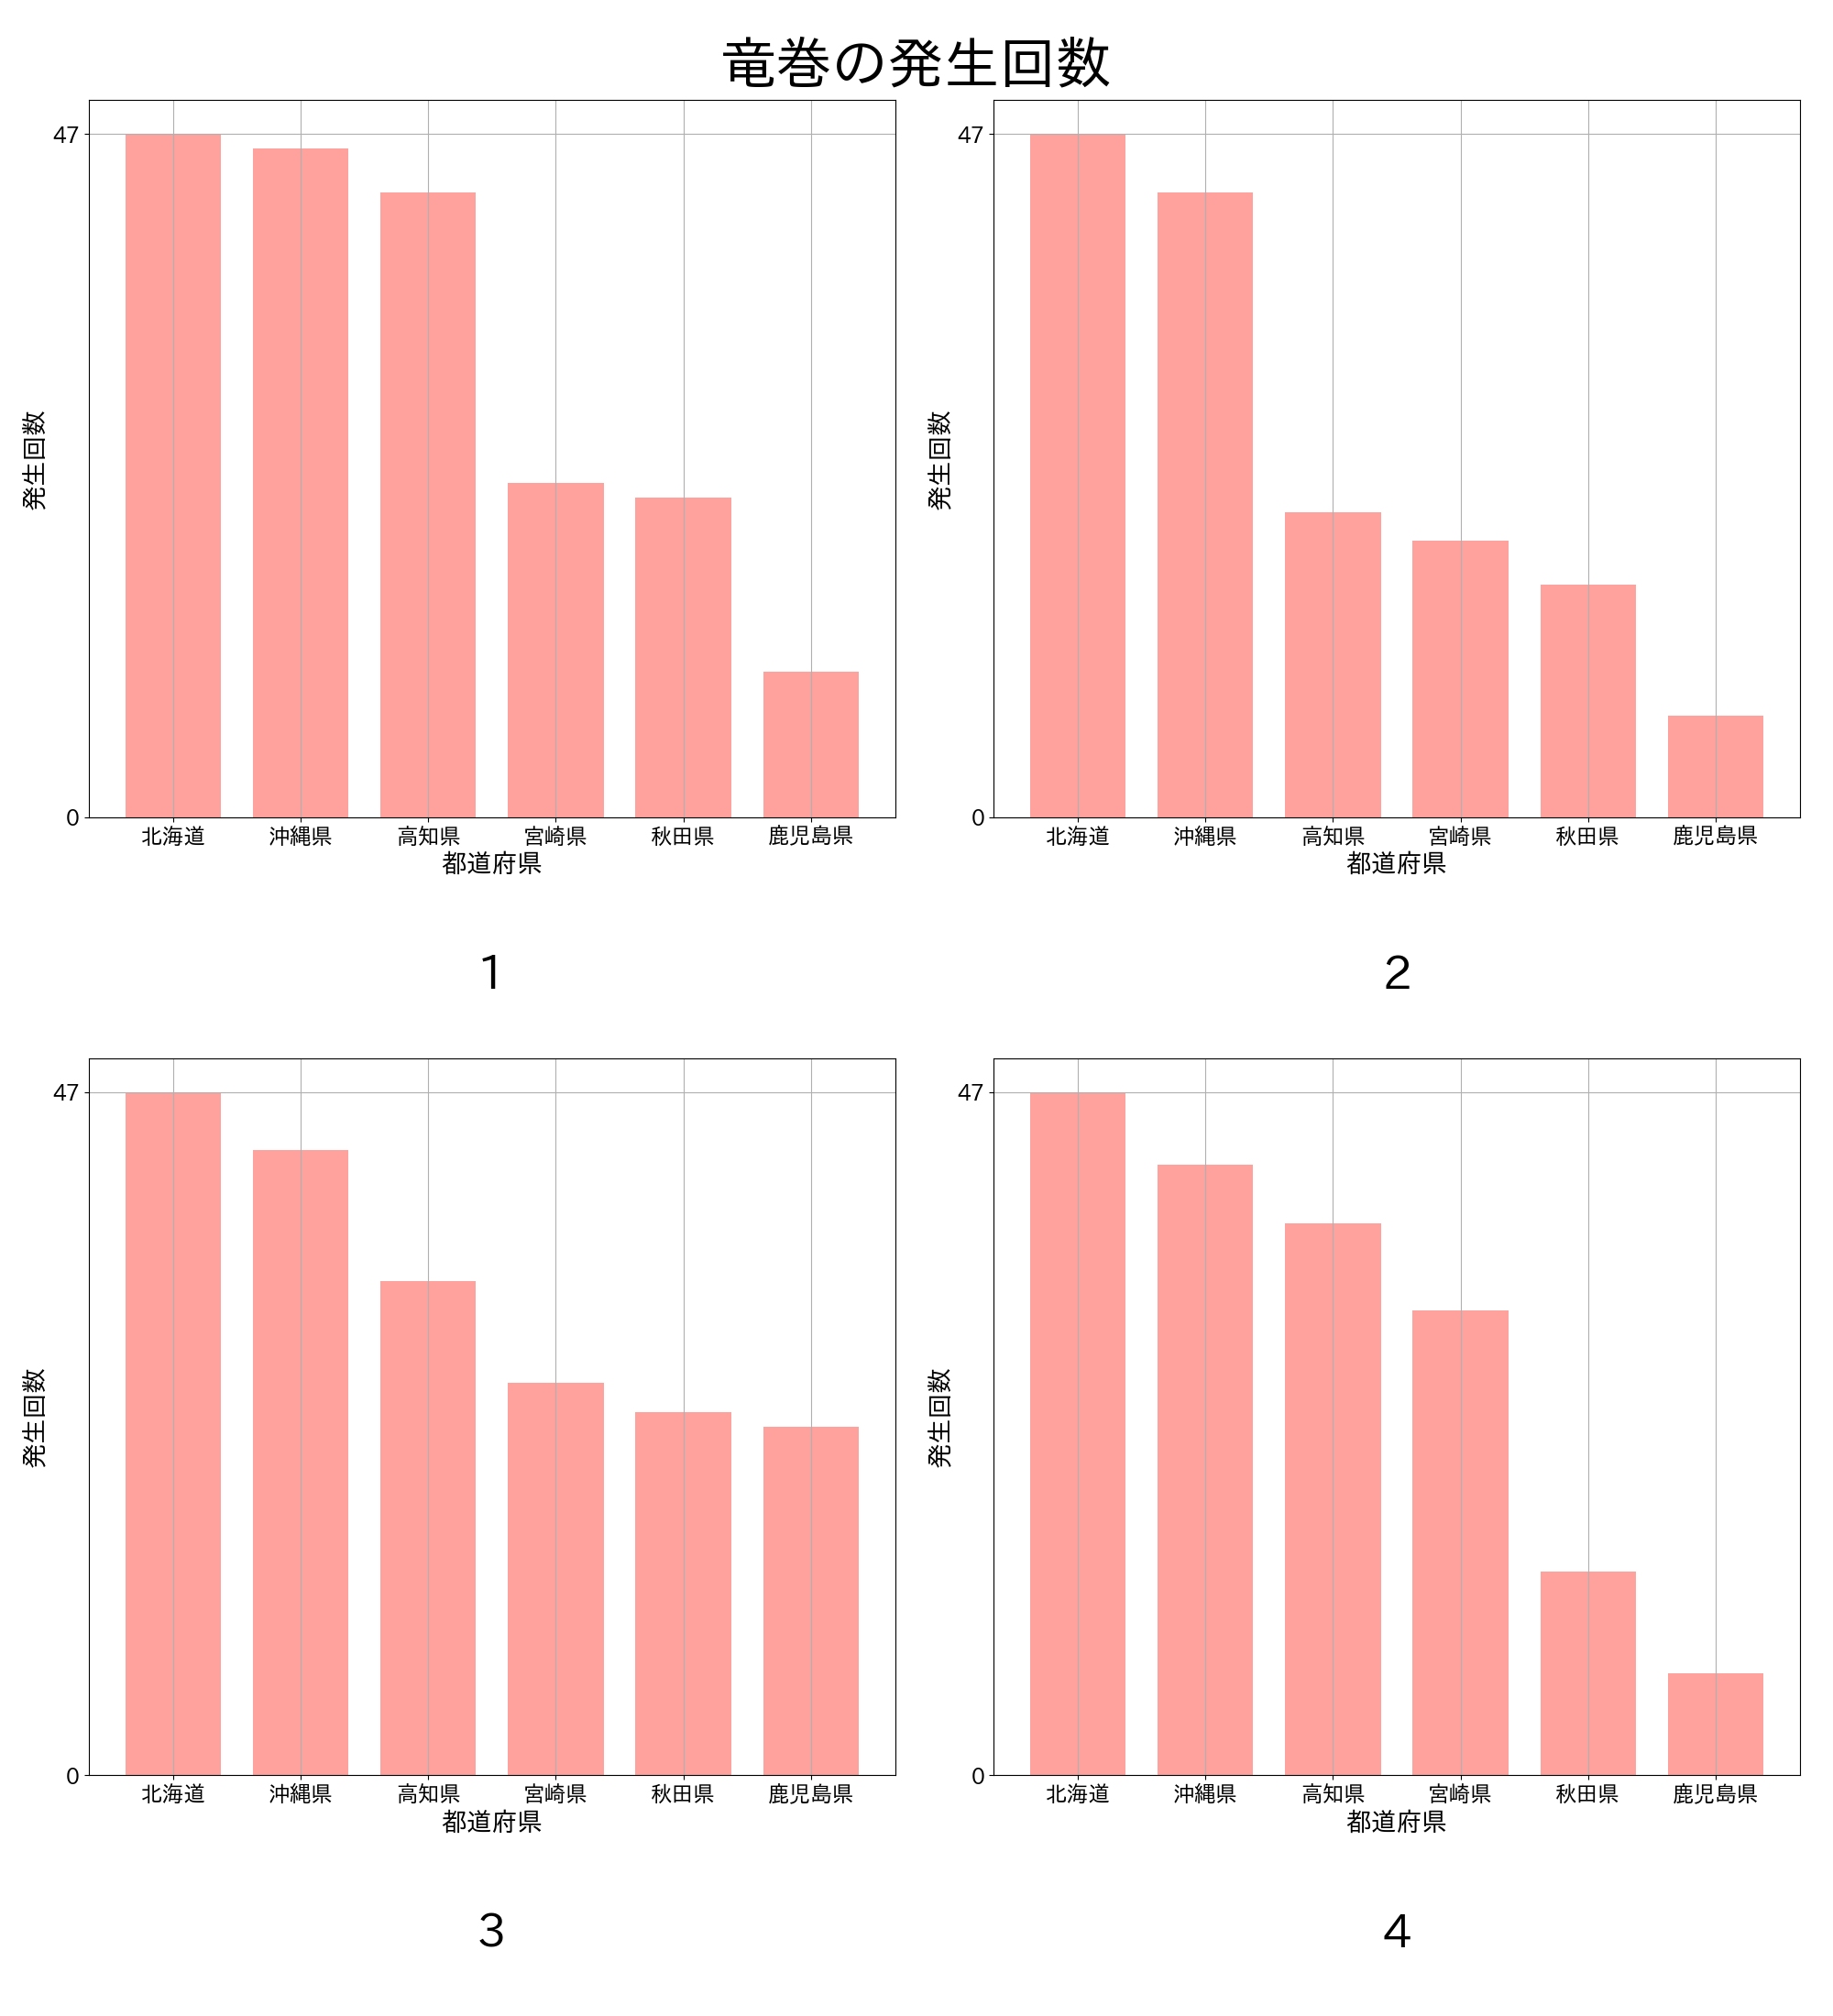 竜巻の発生回数
47
0
発生回数
北海道 沖縄県 高知県 宮崎県 秋田県 鹿児島県
都道府県
1
47
0
発生回数
北海道 沖縄県 高知県 宮崎県 秋田県 鹿児島県
都道府県
2
47
0
発生回数
北海道 沖縄県 高知県 宮崎県 秋田県 鹿児島県
都道府県
3
47
0
発生回数
北海道 沖縄県 高知県 宮崎県 秋田県 鹿児島県
都道府県
4